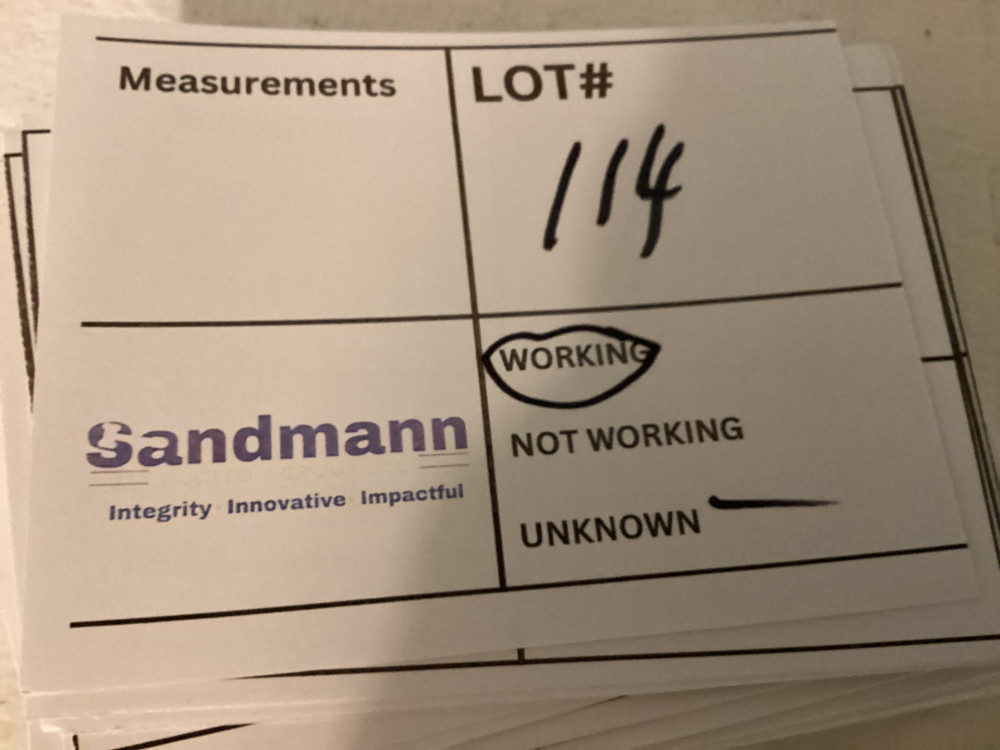 Measurements
LOT#
114
WORKING
NOT WORKING
UNKNOWN
Sandmann
Integrity Innovative Impactful